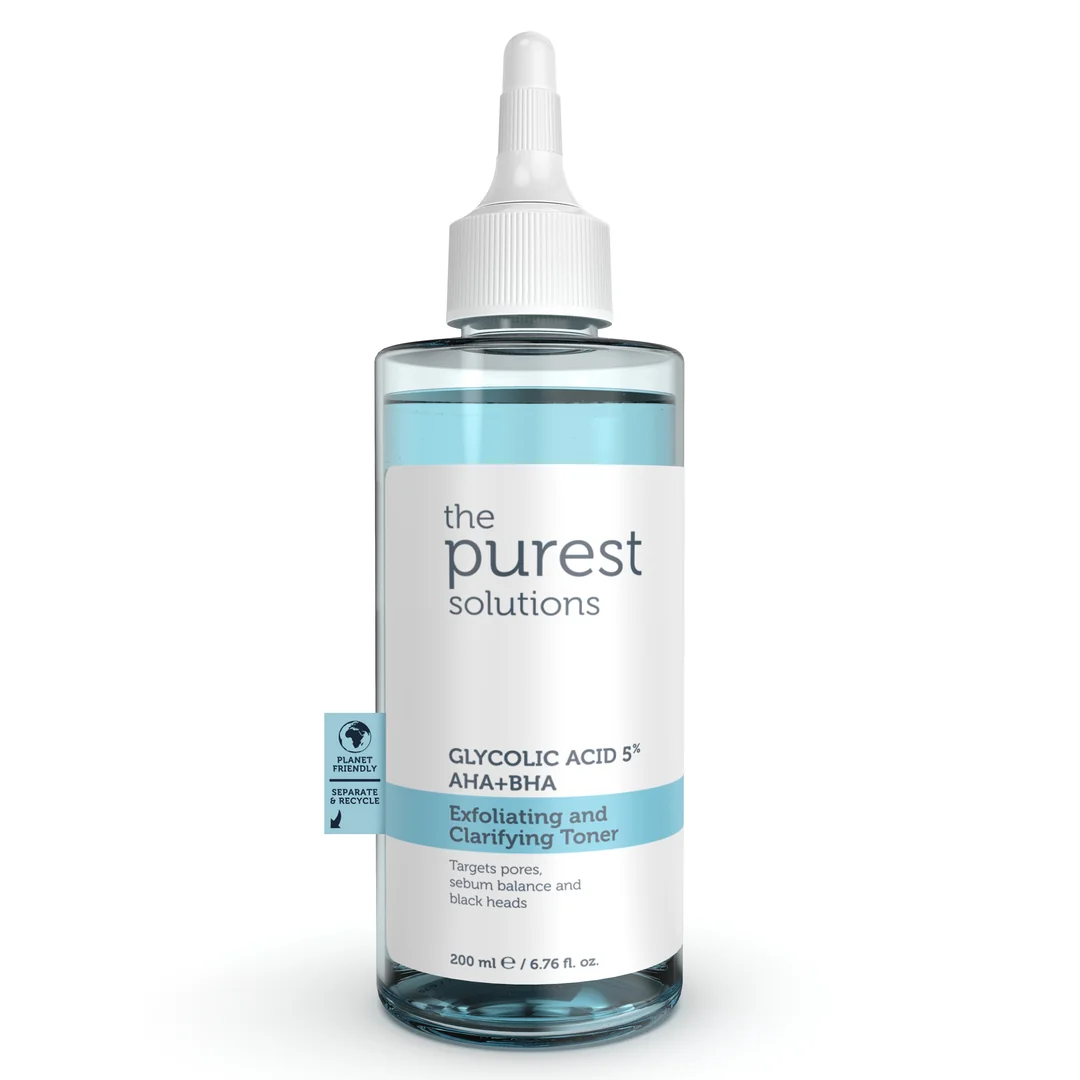 the
purest
solutions
GLYCOLIC ACID 5%
AHA+BHA
Exfoliating and
Clarifying Toner
Targets pores,
sebum balance and
black heads
200 ml ℮ / 6.76 fl. oz.
PLANET
FRIENDLY
SEPARATE
& RECYCLE